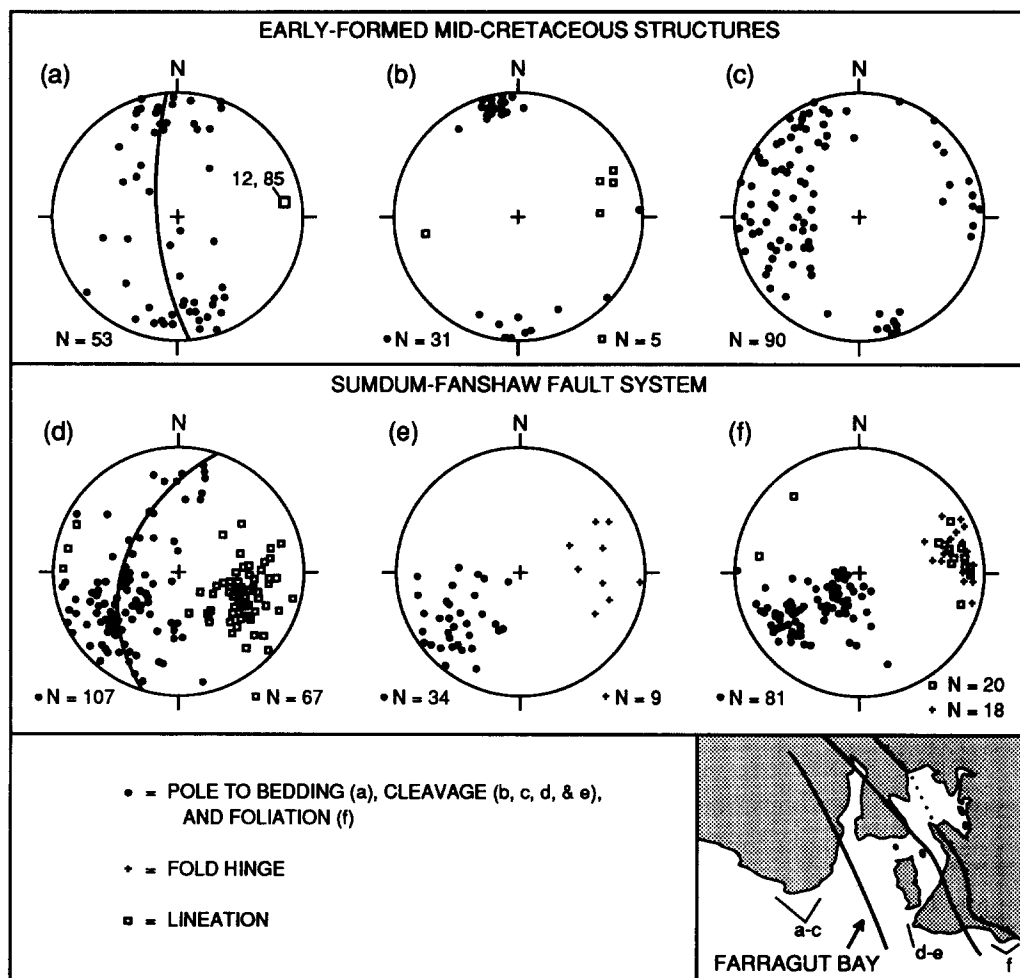 EARLY-FORMED MID-CRETACEOUS STRUCTURES
(a)
N
12, 85
N = 53
(b)
N
N = 31
N = 5
(c)
N
N = 90
SUMDUM-FANSHAW FAULT SYSTEM
(d)
N
N = 107
N = 67
(e)
N
N = 34
N = 9
(f)
N
N = 81
N = 20
N = 18
= POLE TO BEDDING (a), CLEAVAGE (b, c, d, & e),
AND FOLIATION (f)
+ = FOLD HINGE
= LINEATION
a-c
d-e
f
FARRAGUT BAY